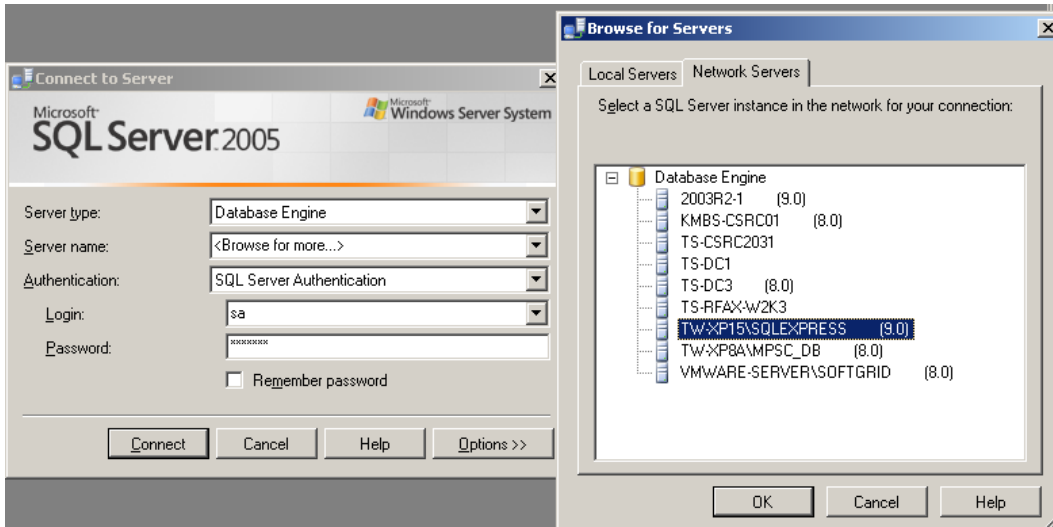 Connect to Server
Microsoft
SQL Server 2005
Microsoft
Windows Server System
Server type:
Database Engine
Server name:
<Browse for more...>
Authentication:
SQL Server Authentication
Login:
sa
Password:
×××××××
Remember password
Connect
Cancel
Help
Options >>
Browse for Servers
Local Servers
Network Servers
Select a SQL Server instance in the network for your connection:
Database Engine
2003R2-1 (9.0)
KMBS-CSRC01 (8.0)
TS-CSRC2031
TS-DC1
TS-DC3 (8.0)
TS-RFAX-W2K3
TW-XP15\SQLEXPRESS (9.0)
TW-XP8A\MPSC_DB (8.0)
VMWARE-SERVER\SOFTGRID (8.0)
OK
Cancel
Help